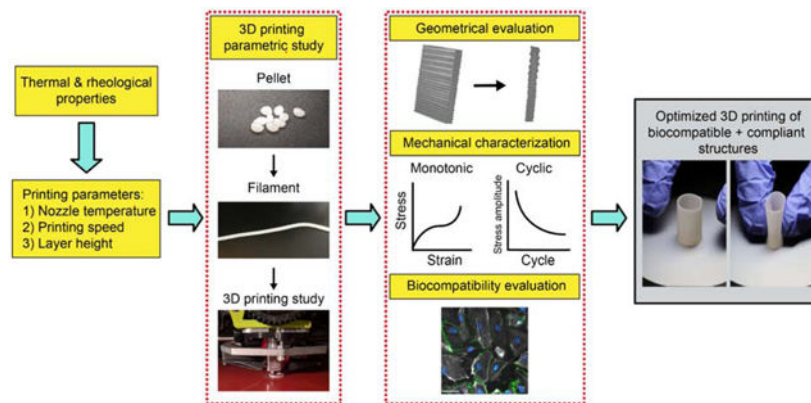 Thermal & rheological
properties
Printing parameters:
1) Nozzle temperature
2) Printing speed
3) Layer height
3D printing
parametric study
Pellet
Filament
3D printing study
Geometrical evaluation
Mechanical characterization
Monotonic
Cyclic
Stress
Strain
Stress amplitude
Cycle
Biocompatibility evaluation
Optimized 3D printing of
biocompatible + compliant
structures